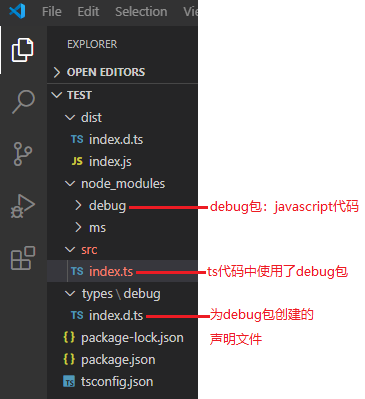 File Edit Selection View
EXPLORER
OPEN EDITORS
TEST
dist
TS index.d.ts
JS index.js
node_modules
debug
debug包：javascript代码
ms
src
TS index.ts
ts代码中使用了debug包
types \ debug
TS index.d.ts
为debug包创建的
声明文件
{} package-lock.json
{} package.json
TS tsconfig.json